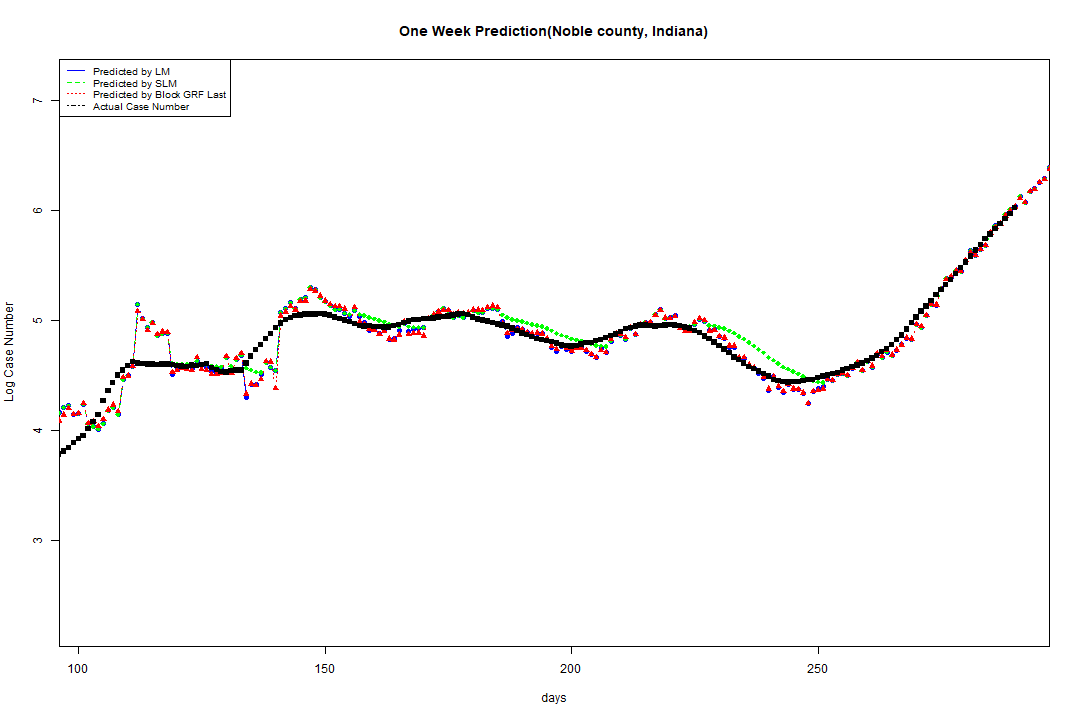 One Week Prediction(Noble county, Indiana)
Predicted by LM
Predicted by SLM
Predicted by Block GRF Last
Actual Case Number
7
6
5
4
3
Log Case Number
100 150 200 250
days